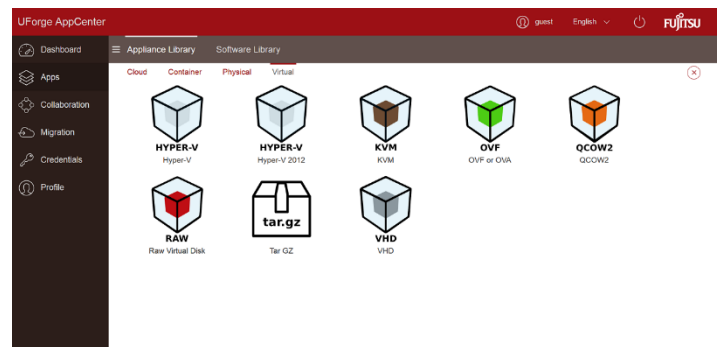 UForge AppCenter
guest English FUJITSU
Dashboard
Appliance Library Software Library
Apps
Cloud Container Physical Virtual
Collaboration
Migration
Credentials
Profile
HYPER-V HYPER-V KVM OVF QCOW2
Hyper-V Hyper-V 2012 KVM OVF or OVA QCOW2
tar.gz
RAW VHD
Raw Virtual Disk Tar GZ VHD